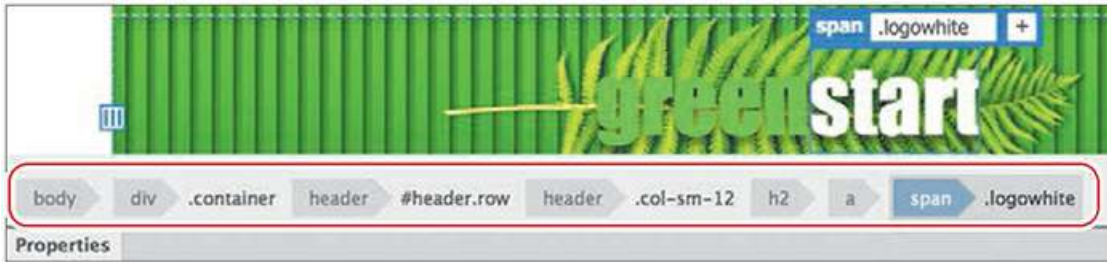 span .logowhite +
greenstart
body div .container header #header.row header .col-sm-12 h2 a span .logowhite
Properties